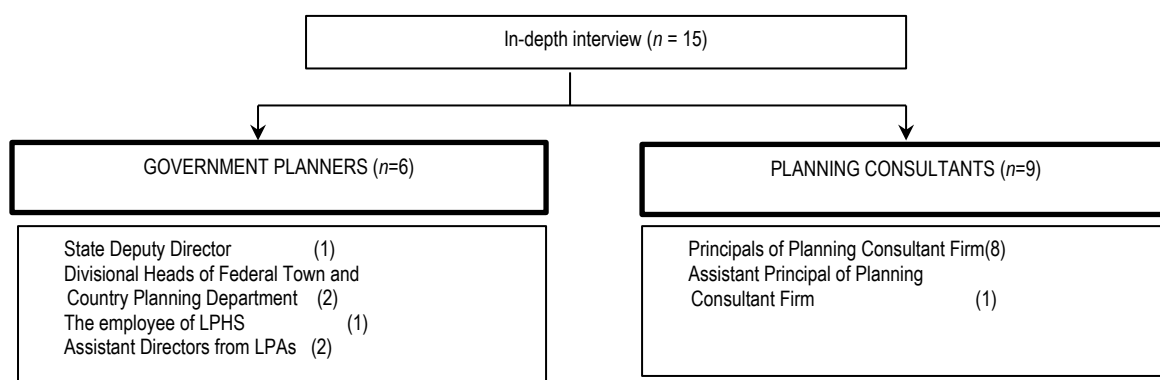 In-depth interview (n = 15)
GOVERNMENT PLANNERS (n=6)
PLANNING CONSULTANTS (n=9)
State Deputy Director (1)
Divisional Heads of Federal Town and
Country Planning Department (2)
The employee of LPHS (1)
Assistant Directors from LPAs (2)
Principals of Planning Consultant Firm(8)
Assistant Principal of Planning
Consultant Firm (1)